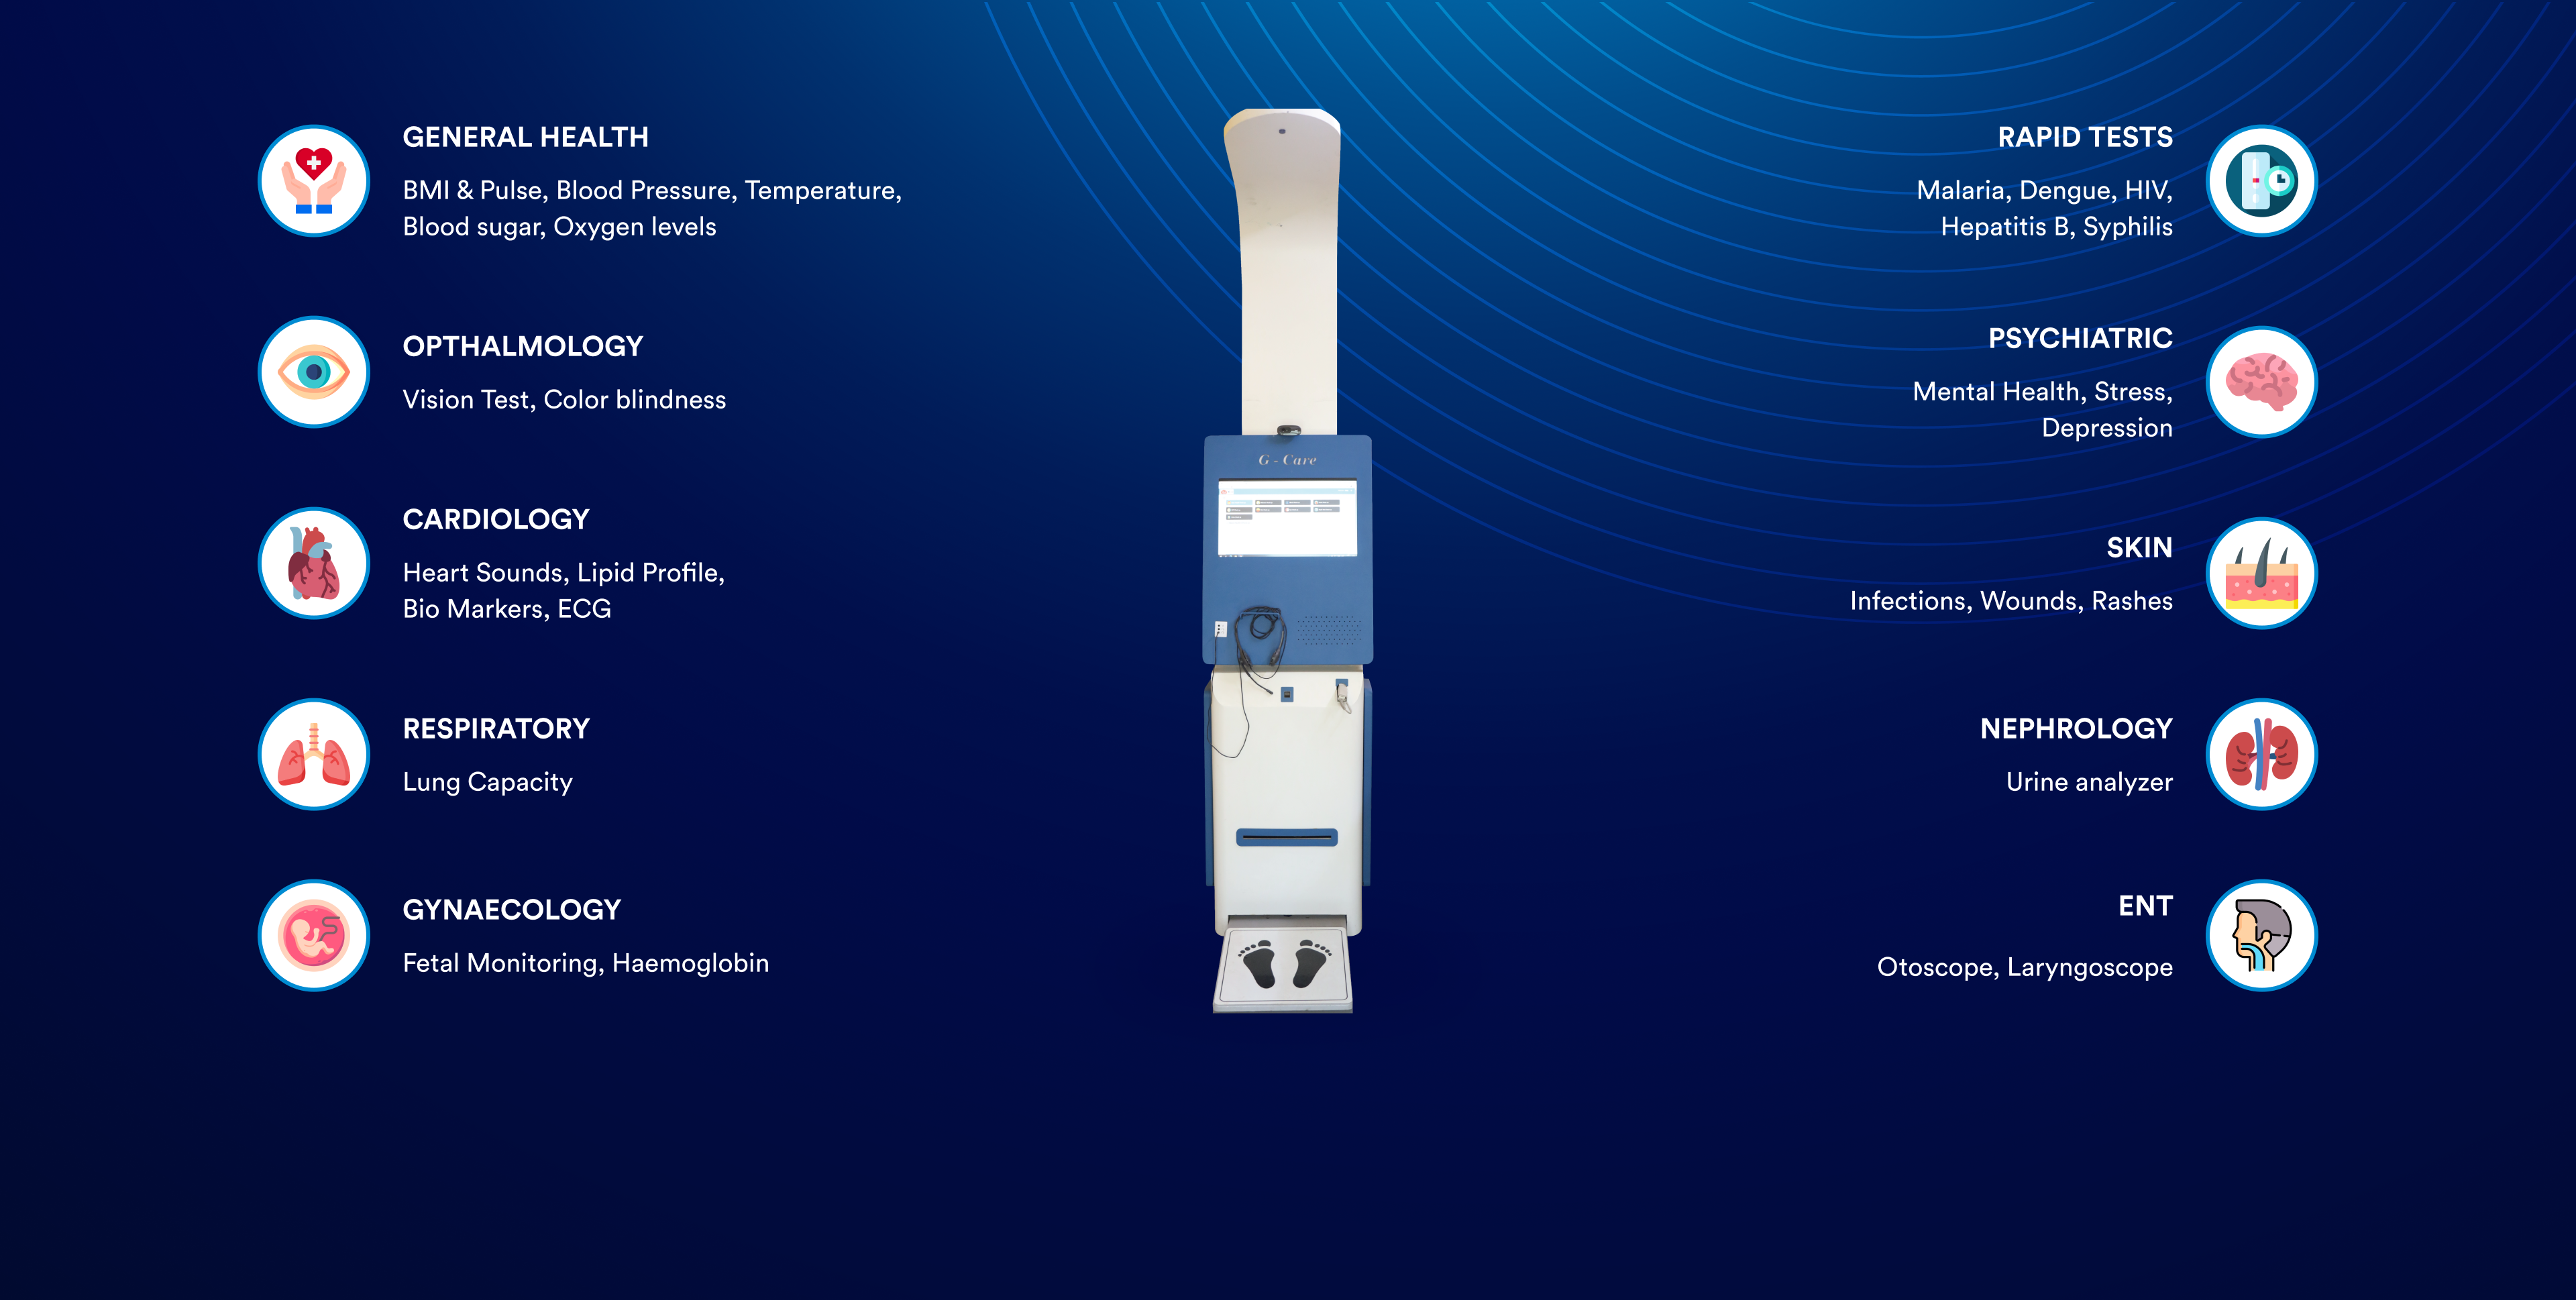 GENERAL HEALTH
BMI & Pulse, Blood Pressure, Temperature,
Blood sugar, Oxygen levels
OPTHALMOLOGY
Vision Test, Color blindness
CARDIOLOGY
Heart Sounds, Lipid Profile,
Bio Markers, ECG
RESPIRATORY
Lung Capacity
GYNAECOLOGY
Fetal Monitoring, Haemoglobin
G - Care
RAPID TESTS
Malaria, Dengue, HIV,
Hepatitis B, Syphilis
PSYCHIATRIC
Mental Health, Stress,
Depression
SKIN
Infections, Wounds, Rashes
NEPHROLOGY
Urine analyzer
ENT
Otoscope, Laryngoscope